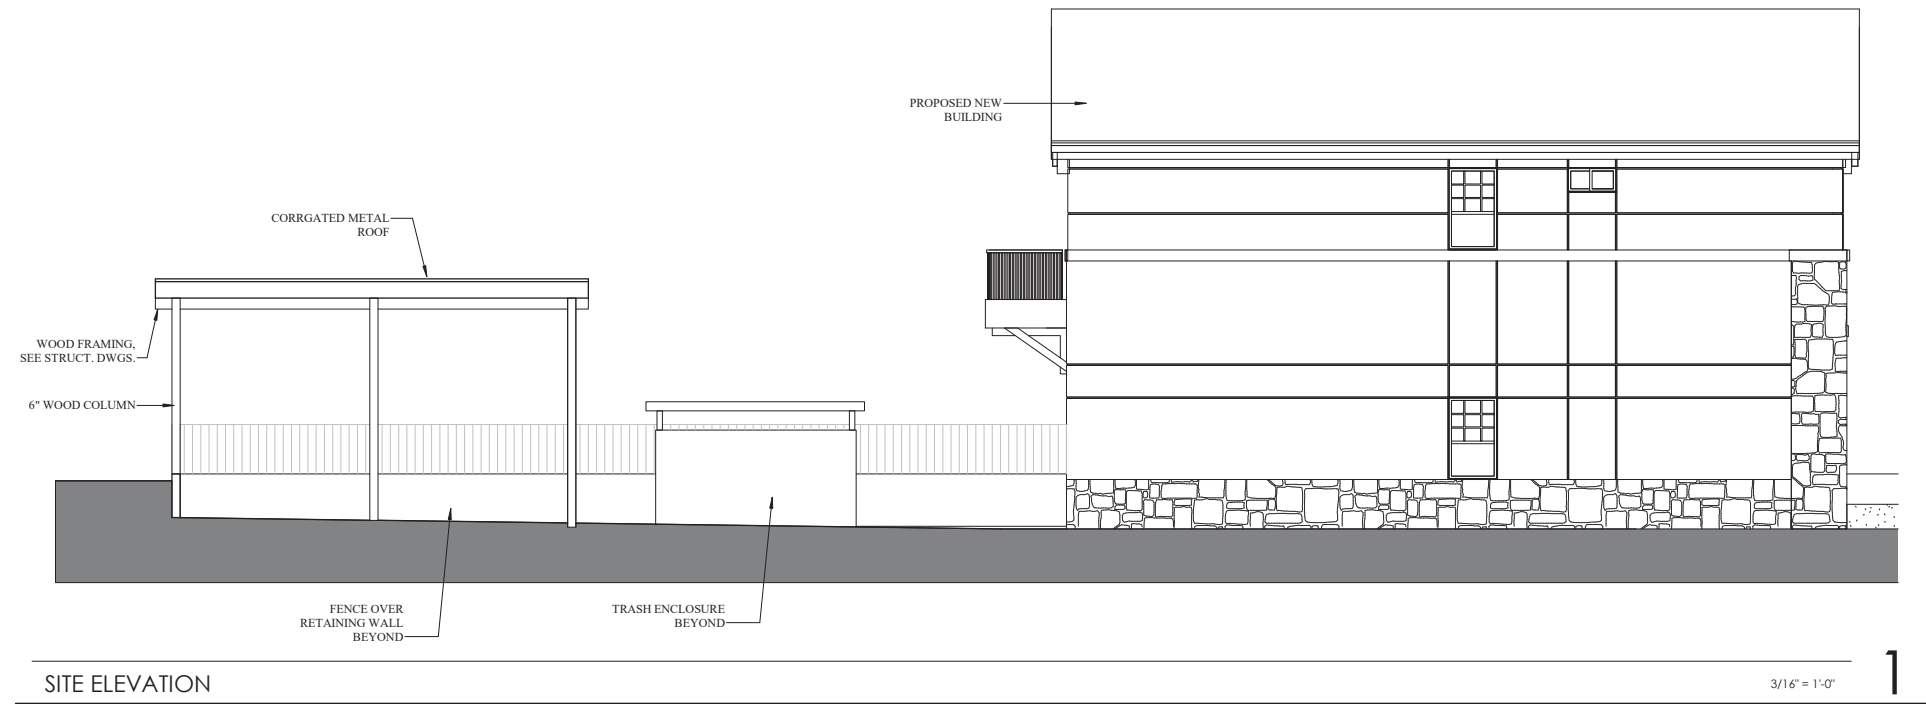 PROPOSED NEW
BUILDING
CORRGATED METAL
ROOF
WOOD FRAMING,
SEE STRUCT. DWGS.
6" WOOD COLUMN
FENCE OVER
RETAINING WALL
BEYOND
TRASH ENCLOSURE
BEYOND
SITE ELEVATION
3/16" = 1'-0"
1